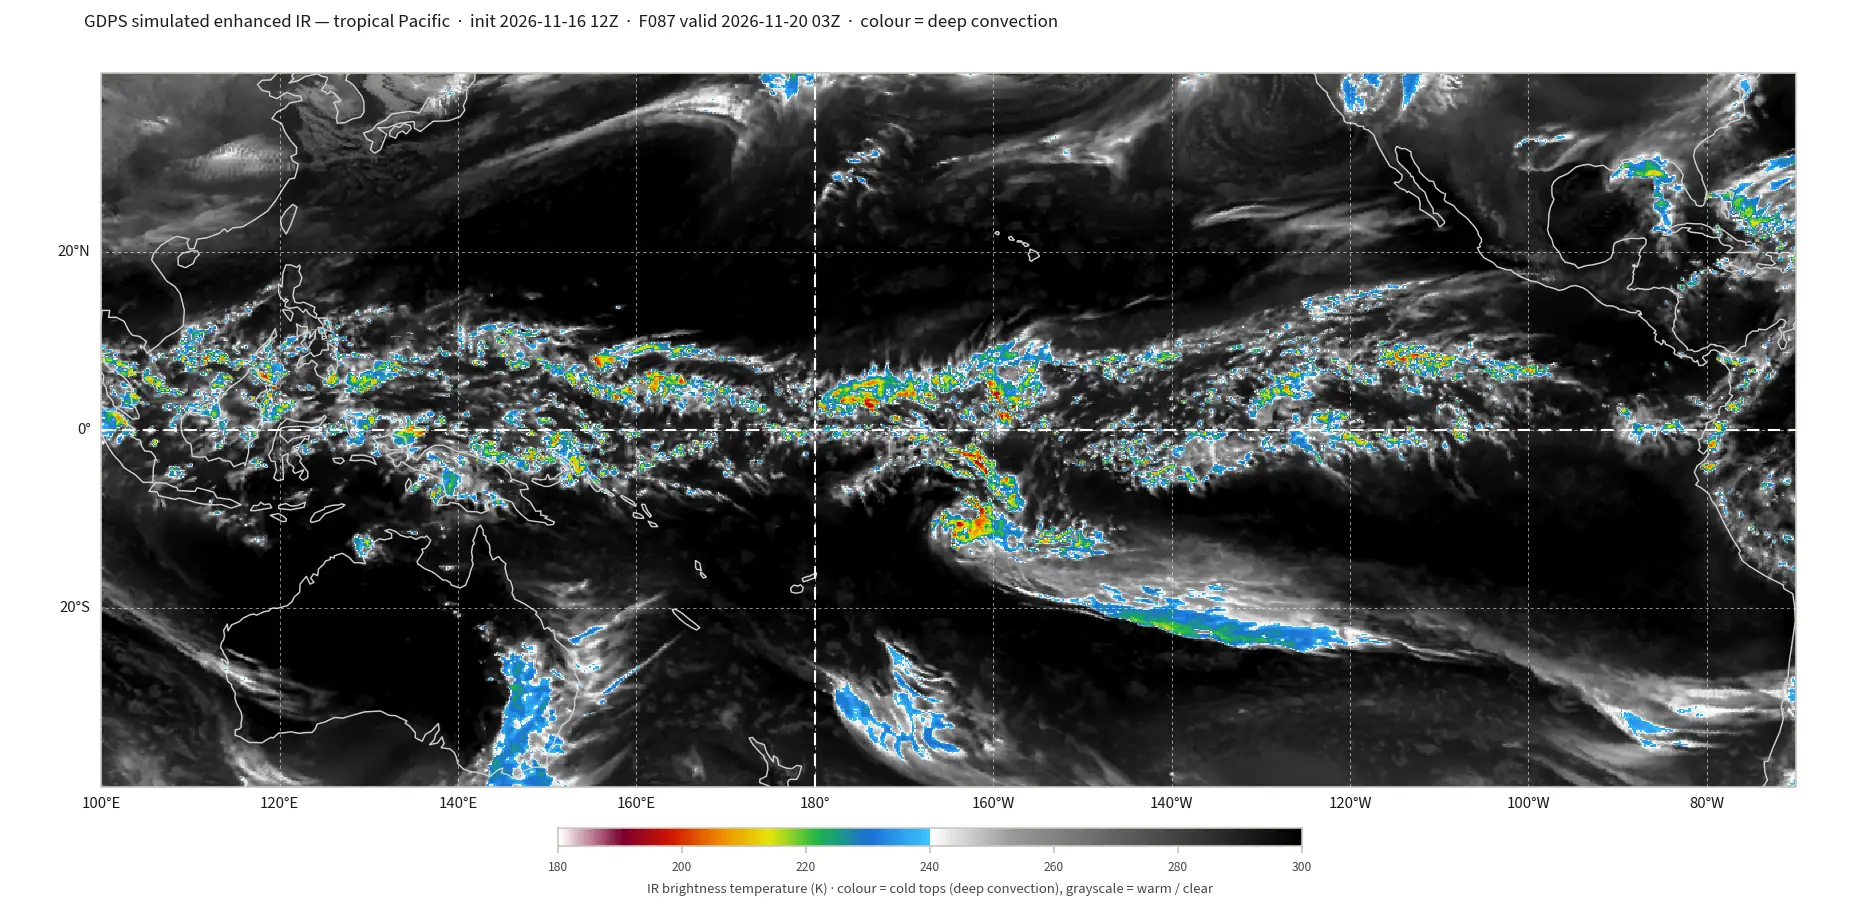 GDPS simulated enhanced IR — tropical Pacific · init 2026-11-16 12Z · F087 valid 2026-11-20 03Z · colour = deep convection
20°N
0°
20°S
100°E 120°E 140°E 160°E 180° 160°W 140°W 120°W 100°W 80°W
180 200 220 240 260 280 300
IR brightness temperature (K) · colour = cold tops (deep convection), grayscale = warm / clear